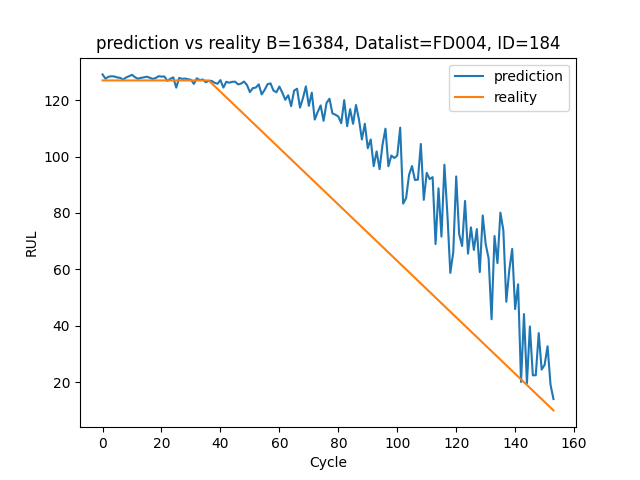 prediction vs reality B=16384, Datalist=FD004, ID=184
prediction
reality
RUL
120
100
80
60
40
20
0 20 40 60 80 100 120 140 160
Cycle